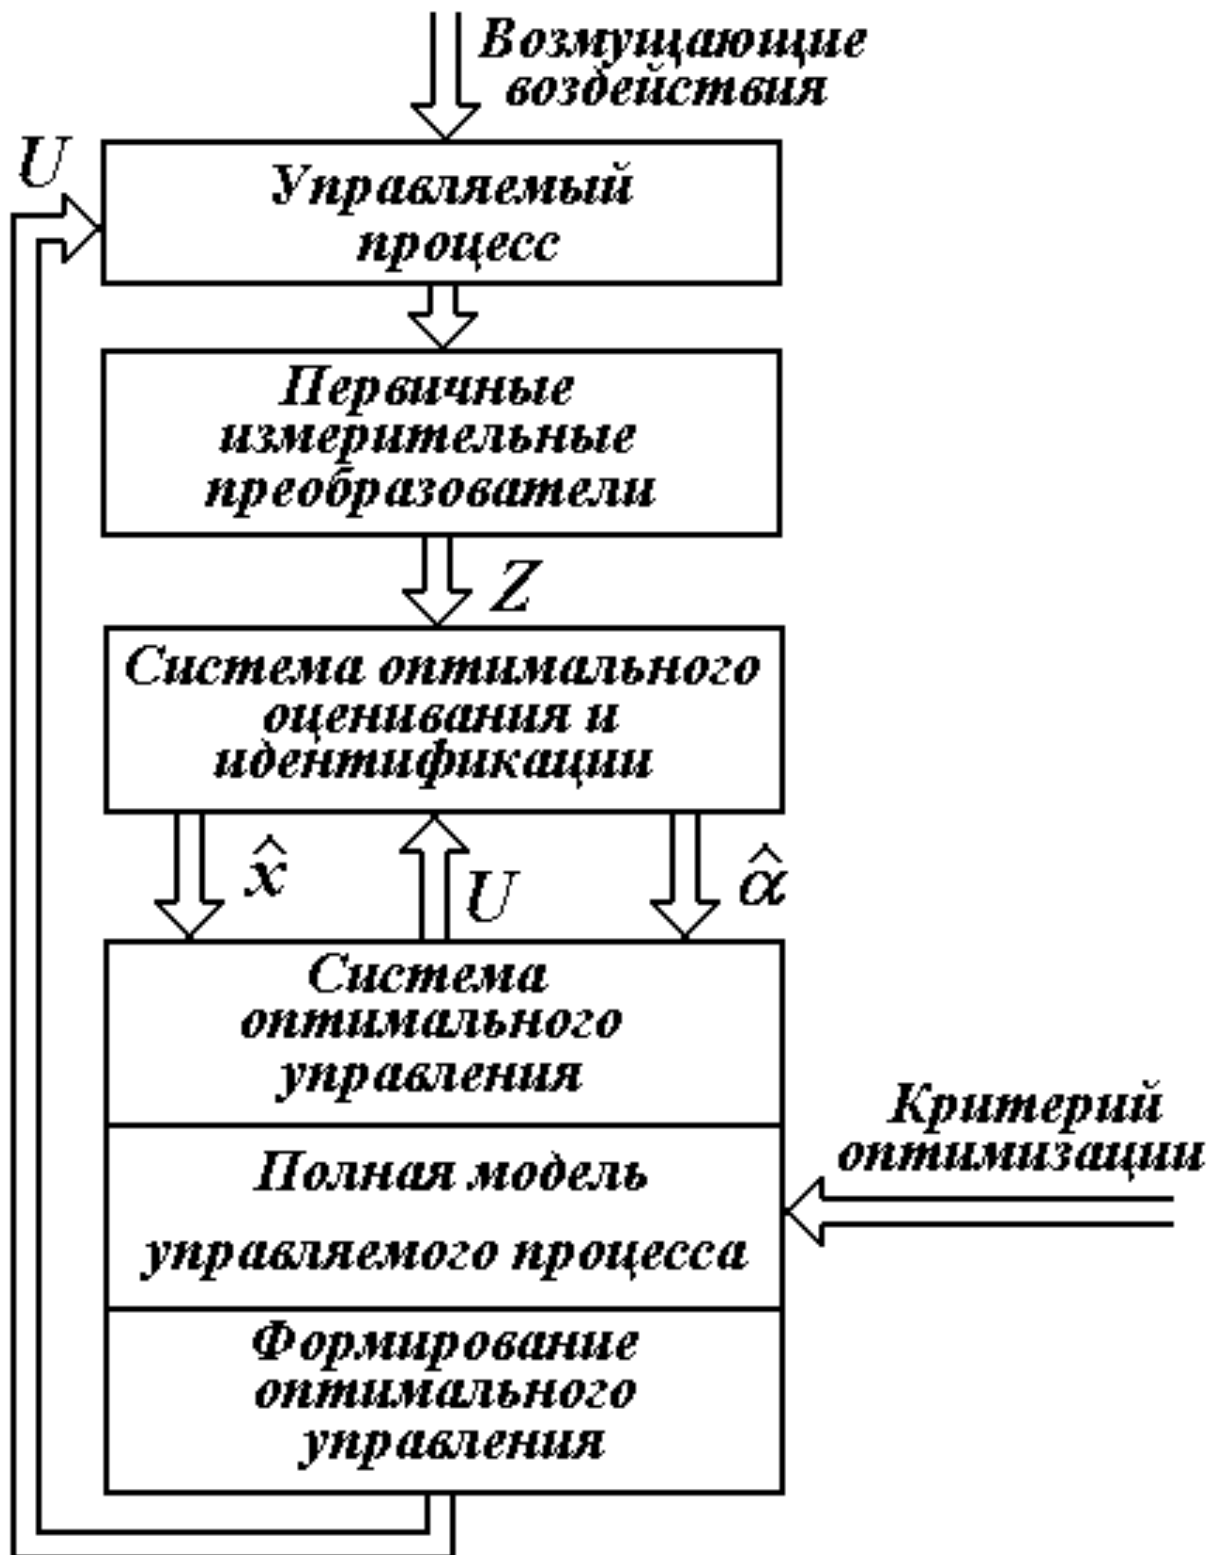 Возмущающие
воздействия
U
Управляемый
процесс
Первичные
измерительные
преобразователи
Z
Система оптимального
оценивания и
идентификации
x̂
U
α̂
Система
оптимального
управления
Критерий
оптимизации
Полная модель
управляемого процесса
Формирование
оптимального
управления